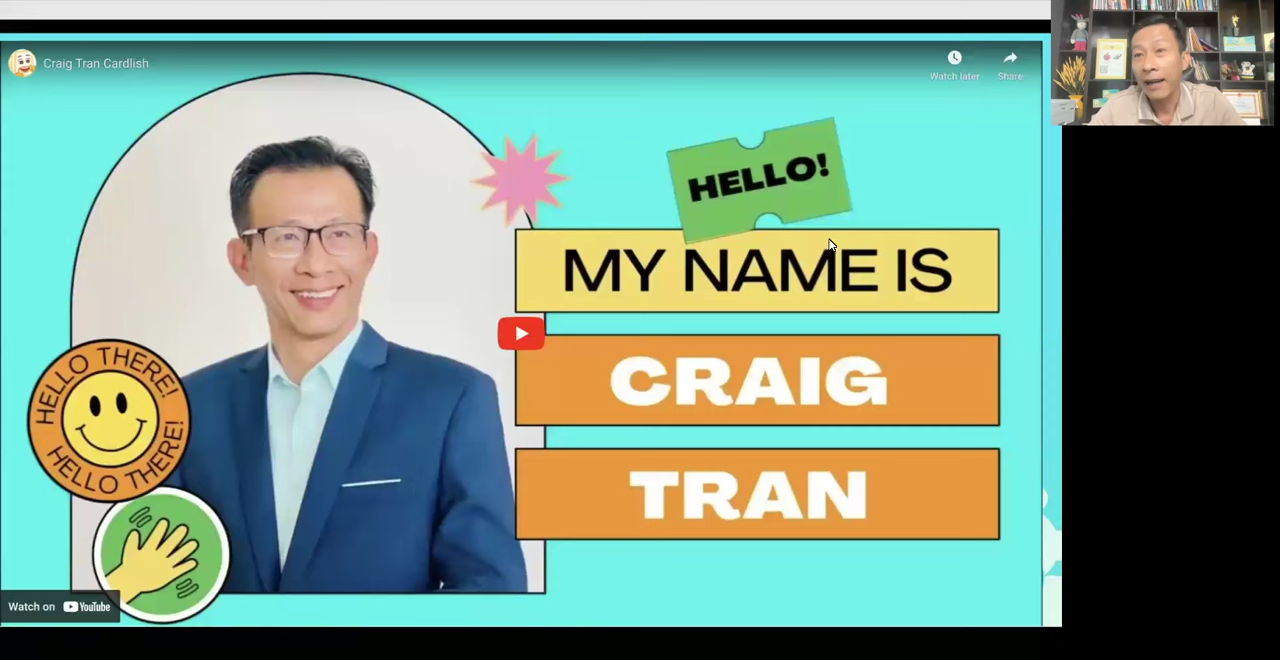 Craig Tran Cardlish
Watch later
Share
HELLO!
MY NAME IS
CRAIG
TRAN
HELLO THERE!
HELLO THERE!
Watch on YouTube